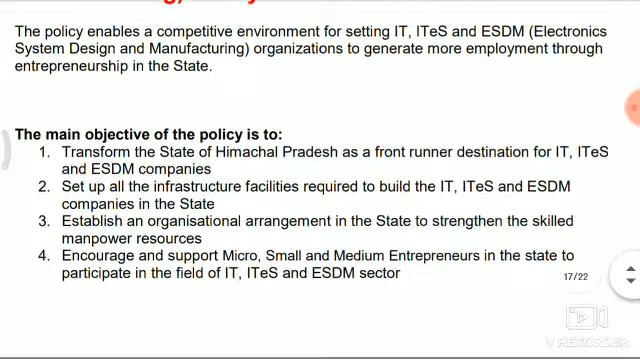 The policy enables a competitive environment for setting IT, ITeS and ESDM (Electronics
System Design and Manufacturing) organizations to generate more employment through
entrepreneurship in the State.
The main objective of the policy is to:
1. Transform the State of Himachal Pradesh as a front runner destination for IT, ITeS
and ESDM companies
2. Set up all the infrastructure facilities required to build the IT, ITeS and ESDM
companies in the State
3. Establish an organisational arrangement in the State to strengthen the skilled
manpower resources
4. Encourage and support Micro, Small and Medium Entrepreneurs in the state to
participate in the field of IT, ITeS and ESDM sector
17/22
V RECORDER